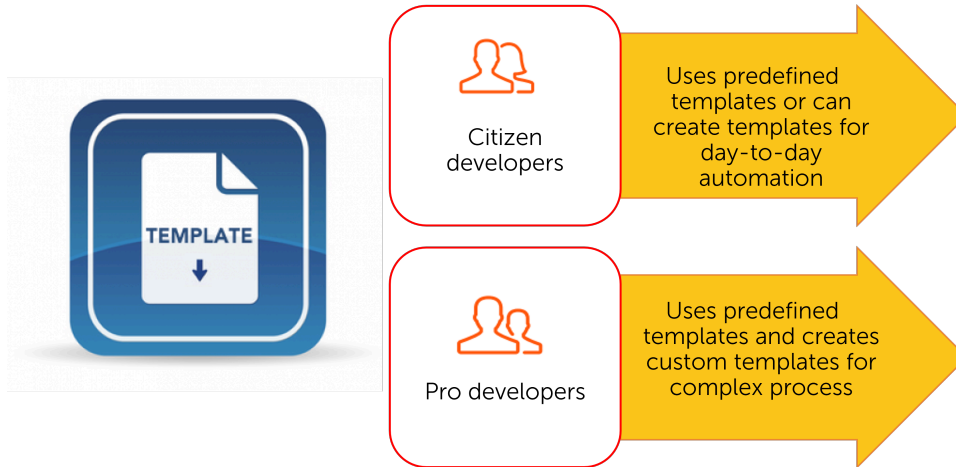 TEMPLATE
Citizen
developers
Uses predefined
templates or can
create templates for
day-to-day
automation
Pro developers
Uses predefined
templates and creates
custom templates for
complex process